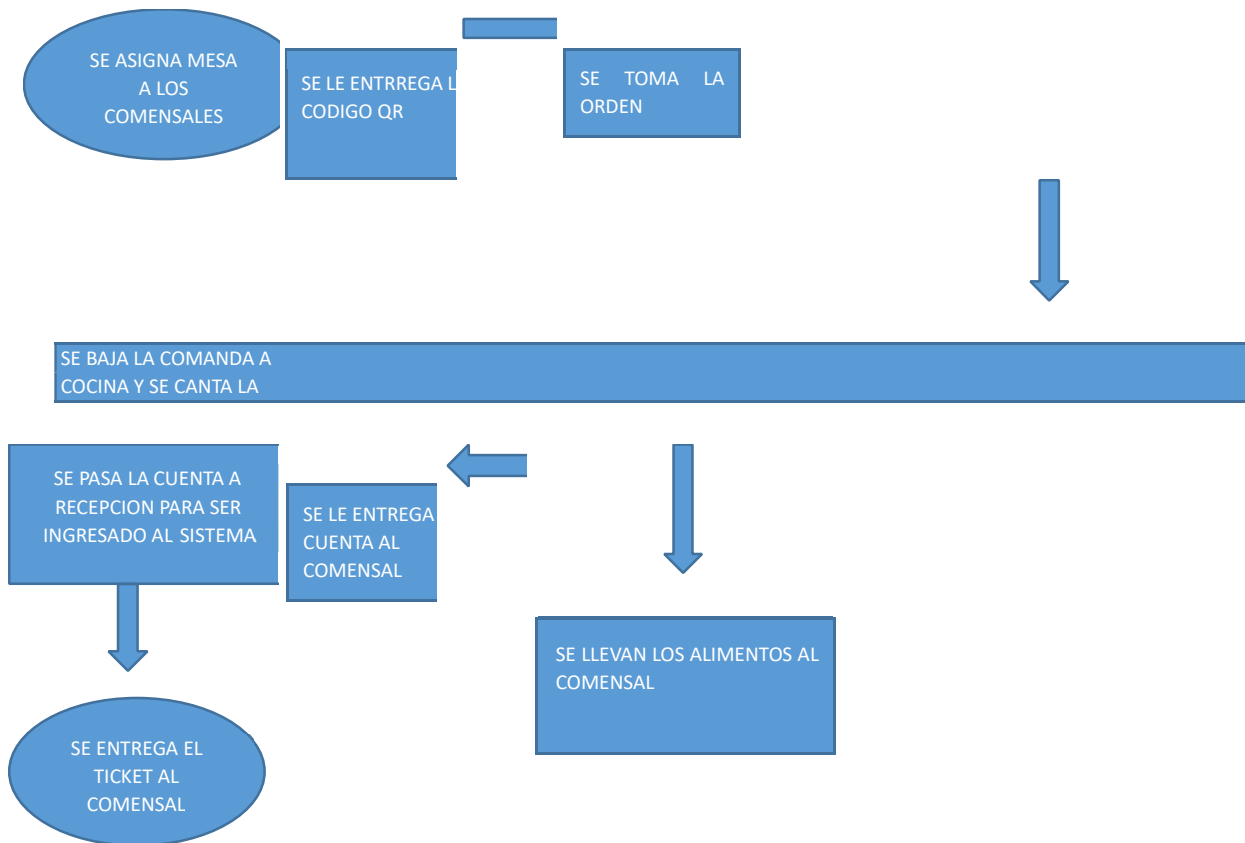 SE ASIGNA MESA
A LOS
COMENSALES
SE LE ENTRREGA L
CODIGO QR
SE TOMA LA
ORDEN
SE BAJA LA COMANDA A
COCINA Y SE CANTA LA
SE PASA LA CUENTA A
RECEPCION PARA SER
INGRESADO AL SISTEMA
SE LE ENTREGA
CUENTA AL
COMENSAL
SE LLEVAN LOS ALIMENTOS AL
COMENSAL
SE ENTREGA EL
TICKET AL
COMENSAL